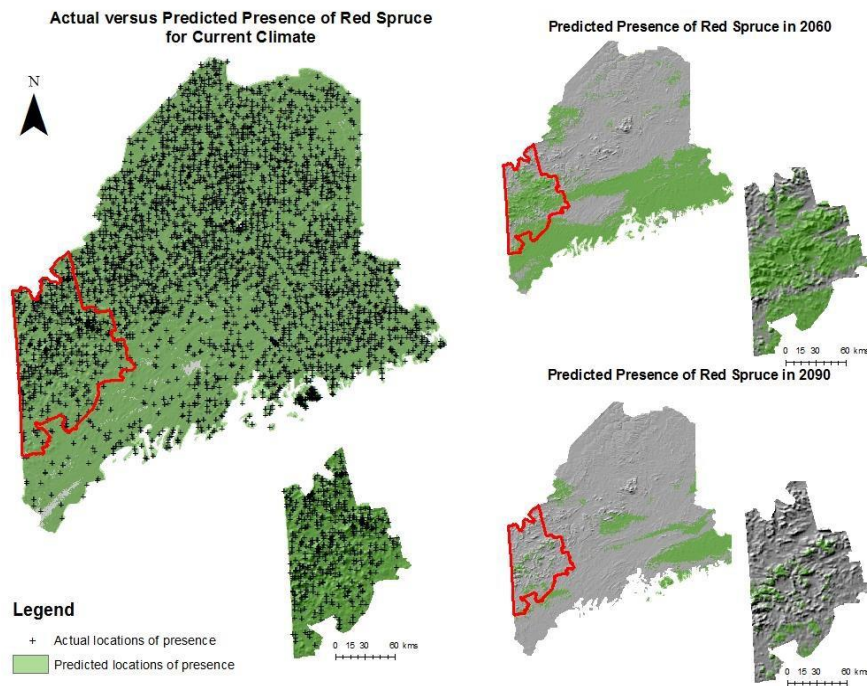 Actual versus Predicted Presence of Red Spruce
for Current Climate
N
Legend
+ Actual locations of presence
Predicted locations of presence
0 15 30 60 kms
Predicted Presence of Red Spruce in 2060
0 15 30 60 kms
Predicted Presence of Red Spruce in 2090
0 15 30 60 kms